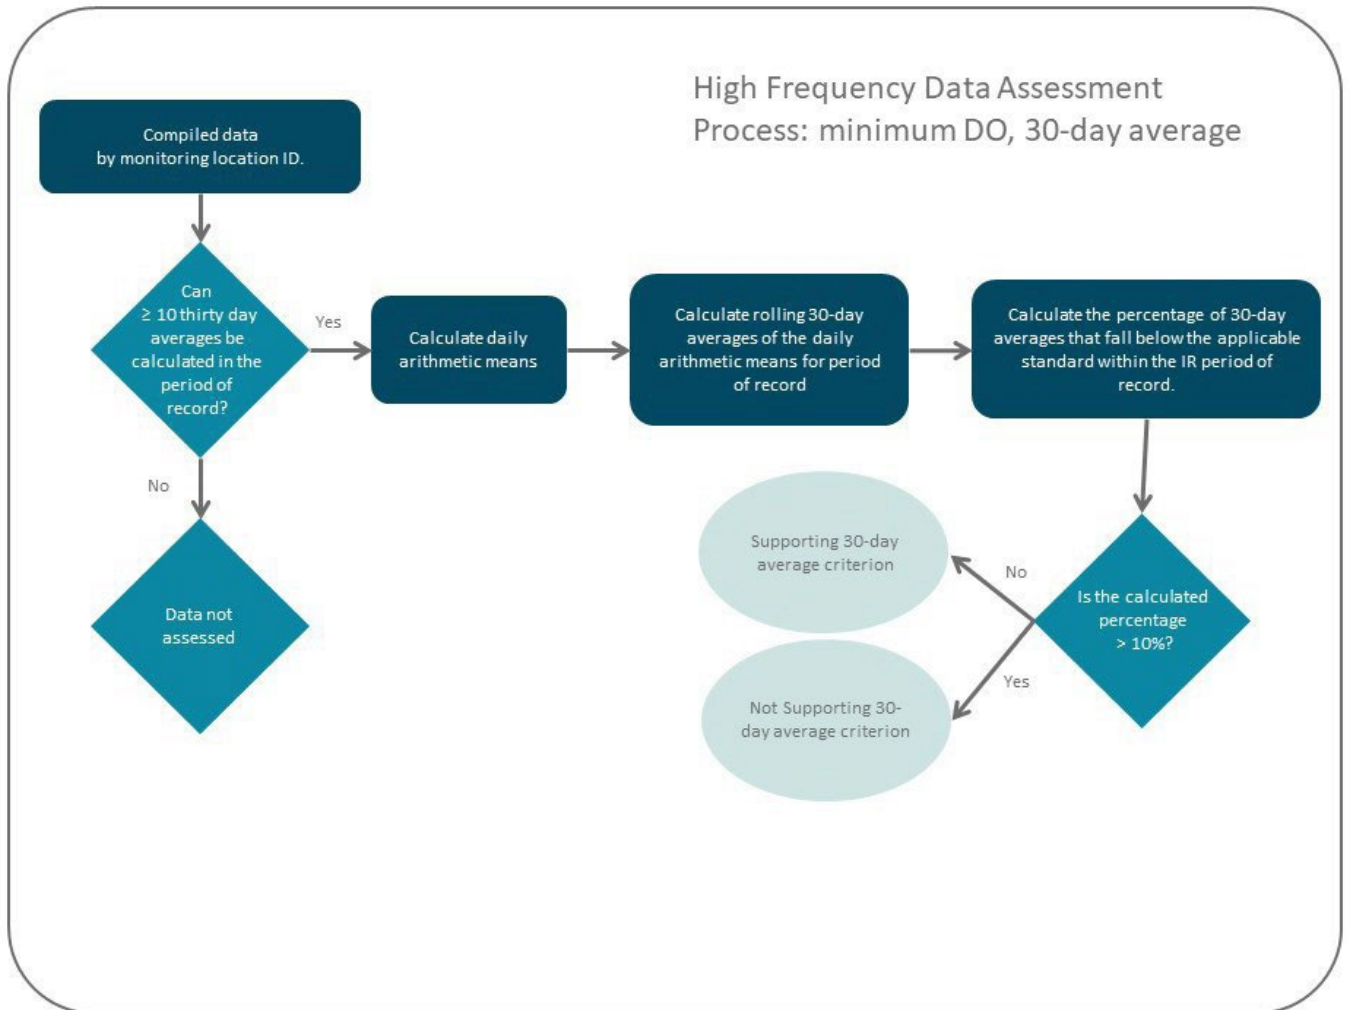 High Frequency Data Assessment
Process: minimum DO, 30-day average
Compiled data
by monitoring location ID.
Can
≥ 10 thirty day
averages be
calculated in the
period of
record?
Yes
Calculate daily
arithmetic means
Calculate rolling 30-day
averages of the daily
arithmetic means for period
of record
Calculate the percentage of 30-day
averages that fall below the applicable
standard within the IR period of
record.
No
Data not
assessed
Supporting 30-day
average criterion
No
Is the calculated
percentage
> 10%?
Yes
Not Supporting 30-
day average criterion